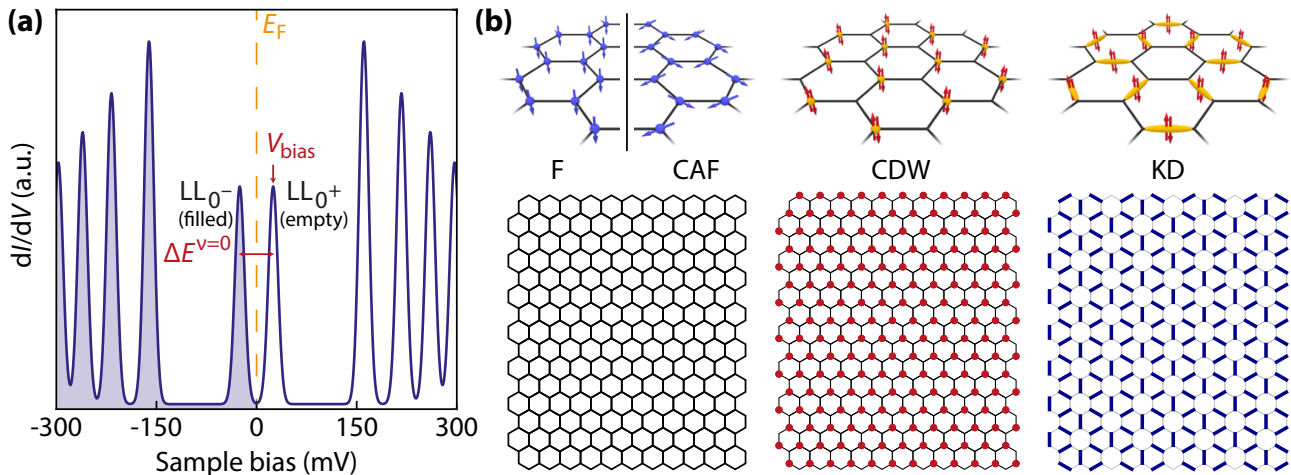 (a)
E_F
V_bias
LL_0^- LL_0^+
(filled) (empty)
ΔE^ν=0
dI/dV (a.u.)
-300 -150 0 150 300
Sample bias (mV)
(b)
F CAF CDW KD